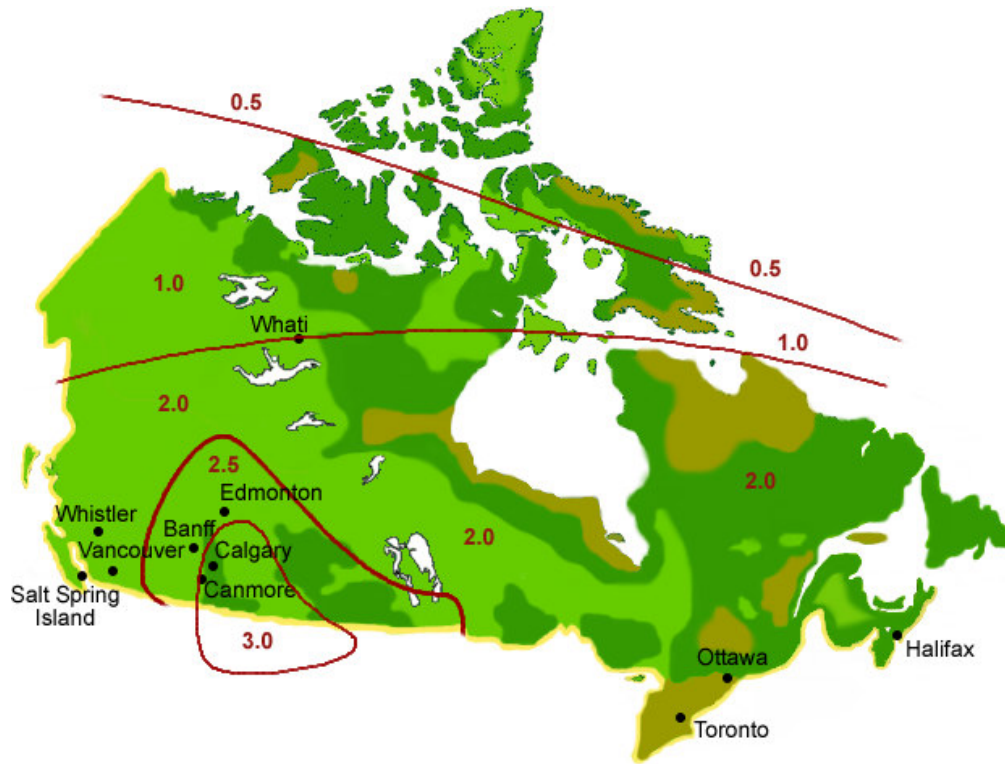 0.5
0.5
1.0
Whati
1.0
2.0
2.5
2.0
Edmonton
Whistler
Banff
2.0
Vancouver
Calgary
Salt Spring
Island
Canmore
3.0
Halifax
Ottawa
Toronto